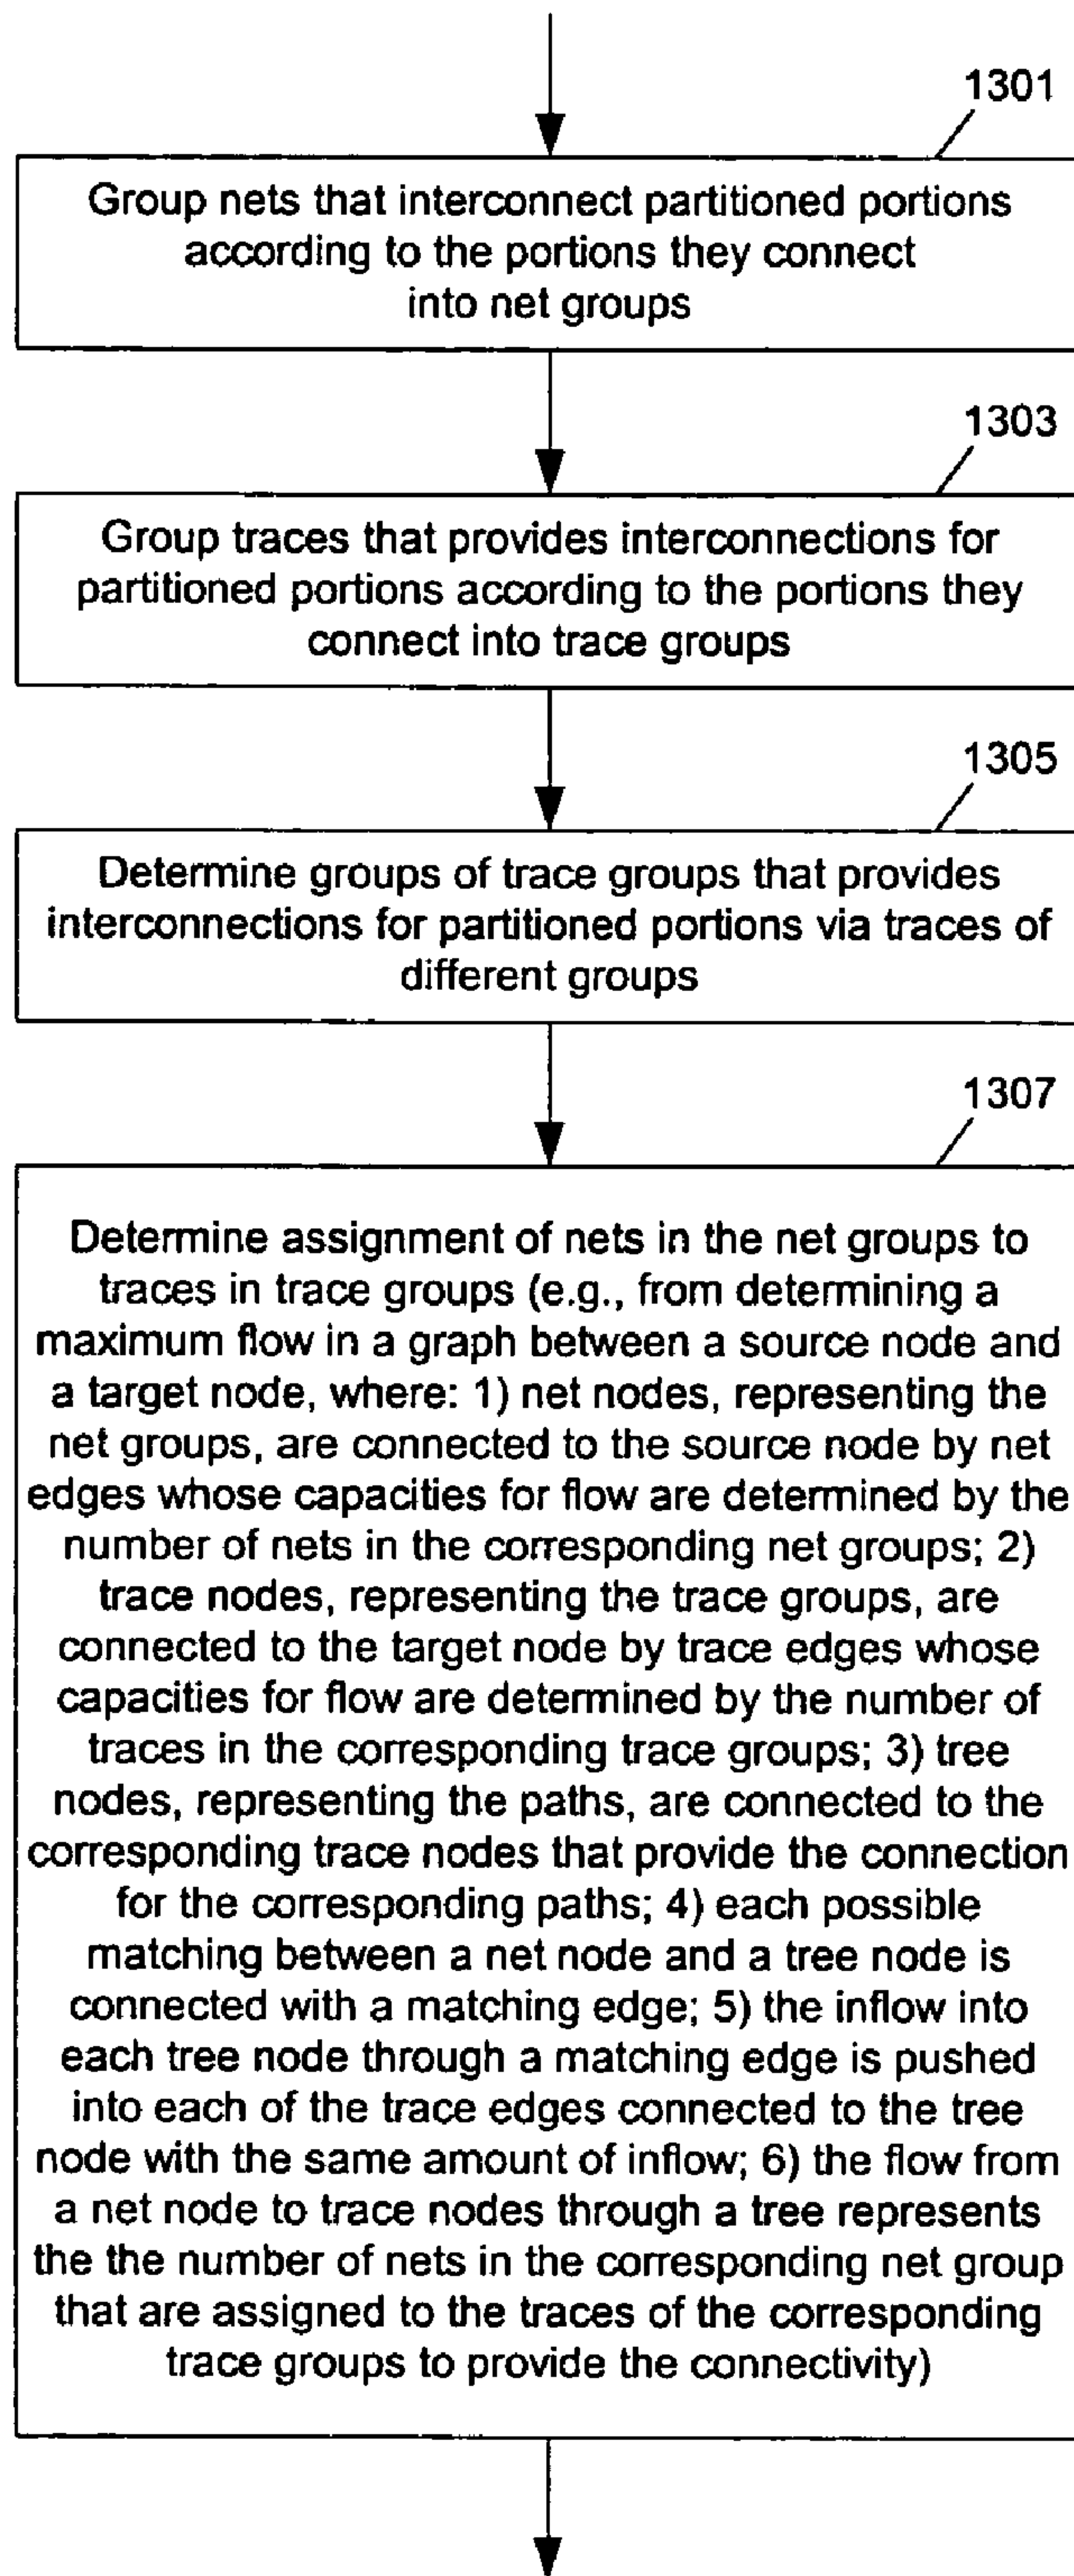 1301
Group nets that interconnect partitioned portions
according to the portions they connect
into net groups
1303
Group traces that provides interconnections for
partitioned portions according to the portions they
connect into trace groups
1305
Determine groups of trace groups that provides
interconnections for partitioned portions via traces of
different groups
1307
Determine assignment of nets in the net groups to
traces in trace groups (e.g., from determining a
maximum flow in a graph between a source node and
a target node, where: 1) net nodes, representing the
net groups, are connected to the source node by net
edges whose capacities for flow are determined by the
number of nets in the corresponding net groups; 2)
trace nodes, representing the trace groups, are
connected to the target node by trace edges whose
capacities for flow are determined by the number of
traces in the corresponding trace groups; 3) tree
nodes, representing the paths, are connected to the
corresponding trace nodes that provide the connection
for the corresponding paths; 4) each possible
matching between a net node and a tree node is
connected with a matching edge; 5) the inflow into
each tree node through a matching edge is pushed
into each of the trace edges connected to the tree
node with the same amount of inflow; 6) the flow from
a net node to trace nodes through a tree represents
the the number of nets in the corresponding net group
that are assigned to the traces of the corresponding
trace groups to provide the connectivity)